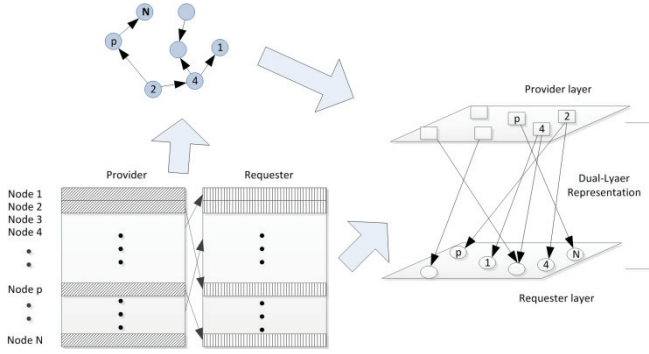 N
p
1
2
4
Provider
Requester
Node 1
Node 2
Node 3
Node 4
Node p
Node N
Provider layer
p
4
2
Dual-Lyaer
Representation
p
1
4
N
Requester layer